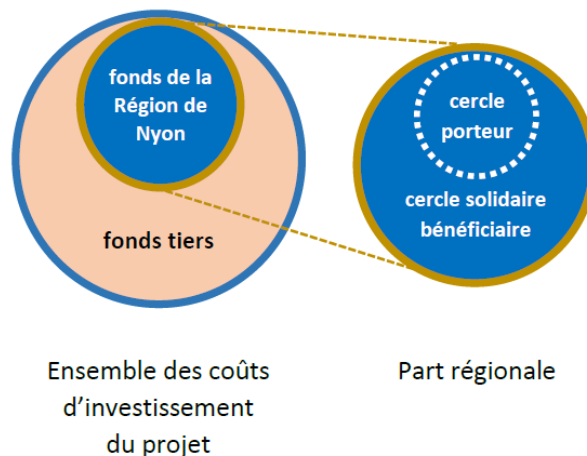 fonds de la
Région de
Nyon
fonds tiers
cercle
porteur
cercle solidaire
bénéficiaire
Ensemble des coûts
d’investissement
du projet
Part régionale